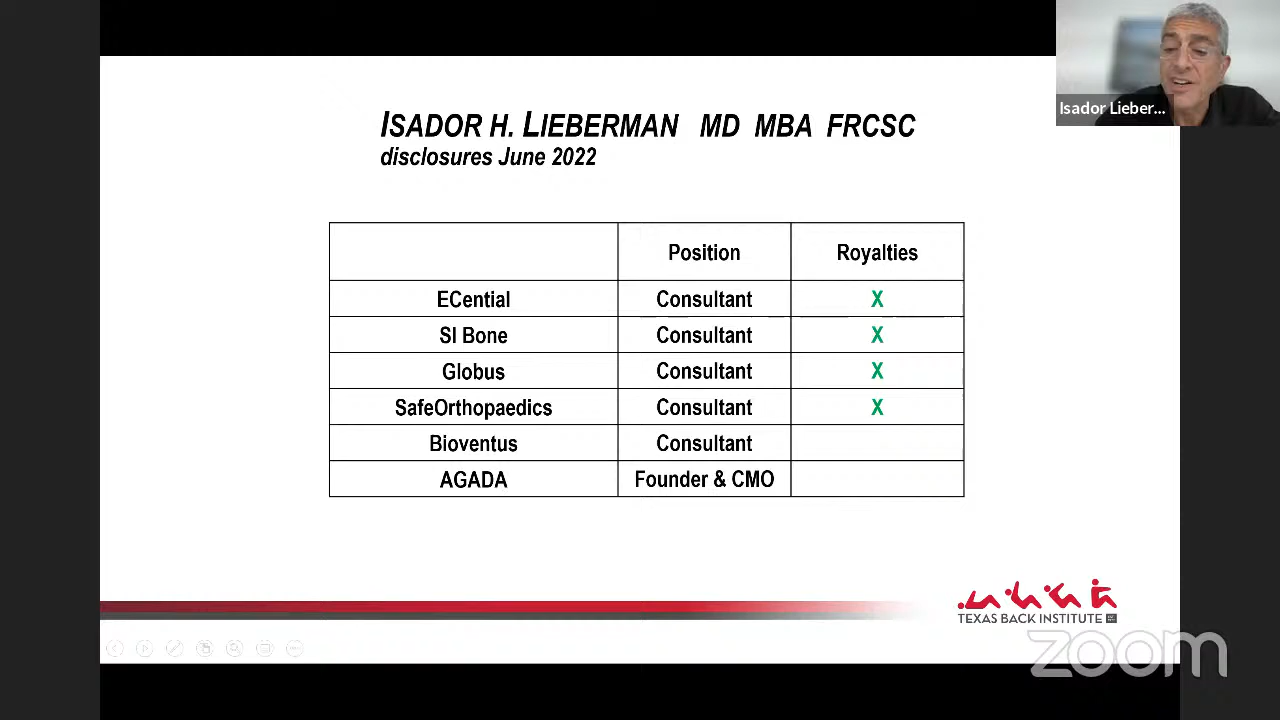 ISADOR H. LIEBERMAN MD MBA FRCSC
disclosures June 2022
Isador Lieber...
Position Royalties
ECential Consultant X
SI Bone Consultant X
Globus Consultant X
SafeOrthopaedics Consultant X
Bioventus Consultant
AGADA Founder & CMO
TEXAS BACK INSTITUTE
zoom